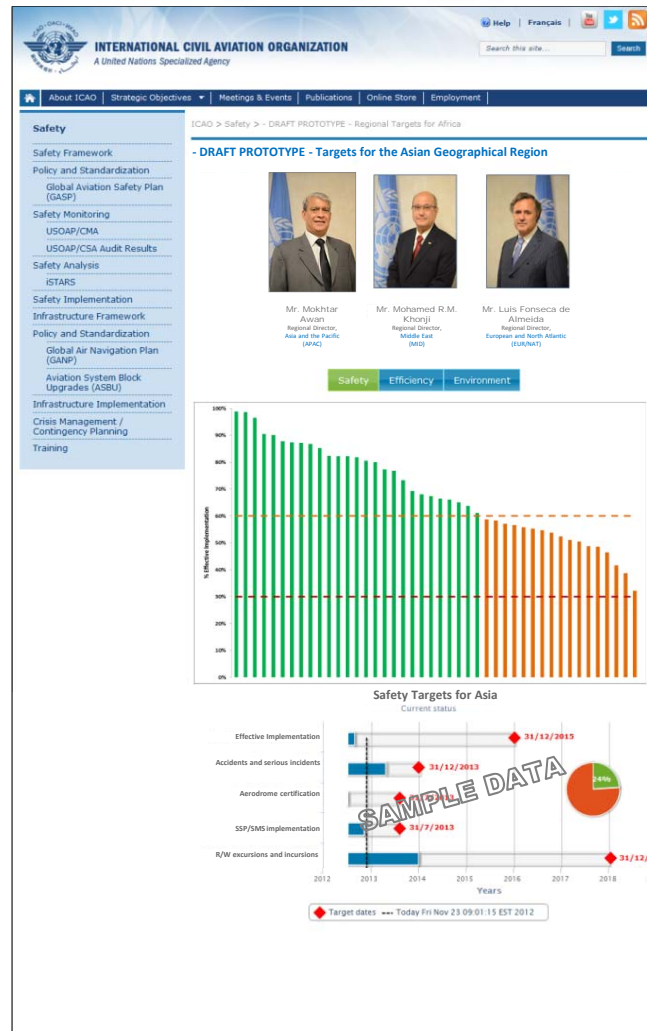 Help | Français |
You Tube
INTERNATIONAL CIVIL AVIATION ORGANIZATION
A United Nations Specialized Agency
Search this site...
Search
About ICAO | Strategic Objectives | Meetings & Events | Publications | Online Store | Employment |
Safety
Safety Framework
Policy and Standardization
Global Aviation Safety Plan
(GASP)
Safety Monitoring
USOAP/CMA
USOAP/CSA Audit Results
Safety Analysis
iSTARS
Safety Implementation
Infrastructure Framework
Policy and Standardization
Global Air Navigation Plan
(GANP)
Aviation System Block
Upgrades (ASBU)
Infrastructure Implementation
Crisis Management /
Contingency Planning
Training
ICAO > Safety > - DRAFT PROTOTYPE - Regional Targets for Africa
- DRAFT PROTOTYPE - Targets for the Asian Geographical Region
Mr. Mokhtar
Awan
Regional Director,
Asia and the Pacific
(APAC)
Mr. Mohamed R.M.
Khonji
Regional Director,
Middle East
(MID)
Mr. Luis Fonseca de
Almeida
Regional Director,
European and North Atlantic
(EUR/NAT)
Safety Efficiency Environment
% Effective Implementation
100%
90%
80%
70%
60%
50%
40%
30%
20%
10%
0%
Safety Targets for Asia
Current status
Effective Implementation
31/12/2015
Accidents and serious incidents
31/12/2013
Aerodrome certification
SSP/SMS implementation
31/7/2013
R/W excursions and incursions
31/12/
SAMPLE DATA
24%
2012 2013 2014 2015 2016 2017 2018
Years
Target dates Today Fri Nov 23 09:01:15 EST 2012